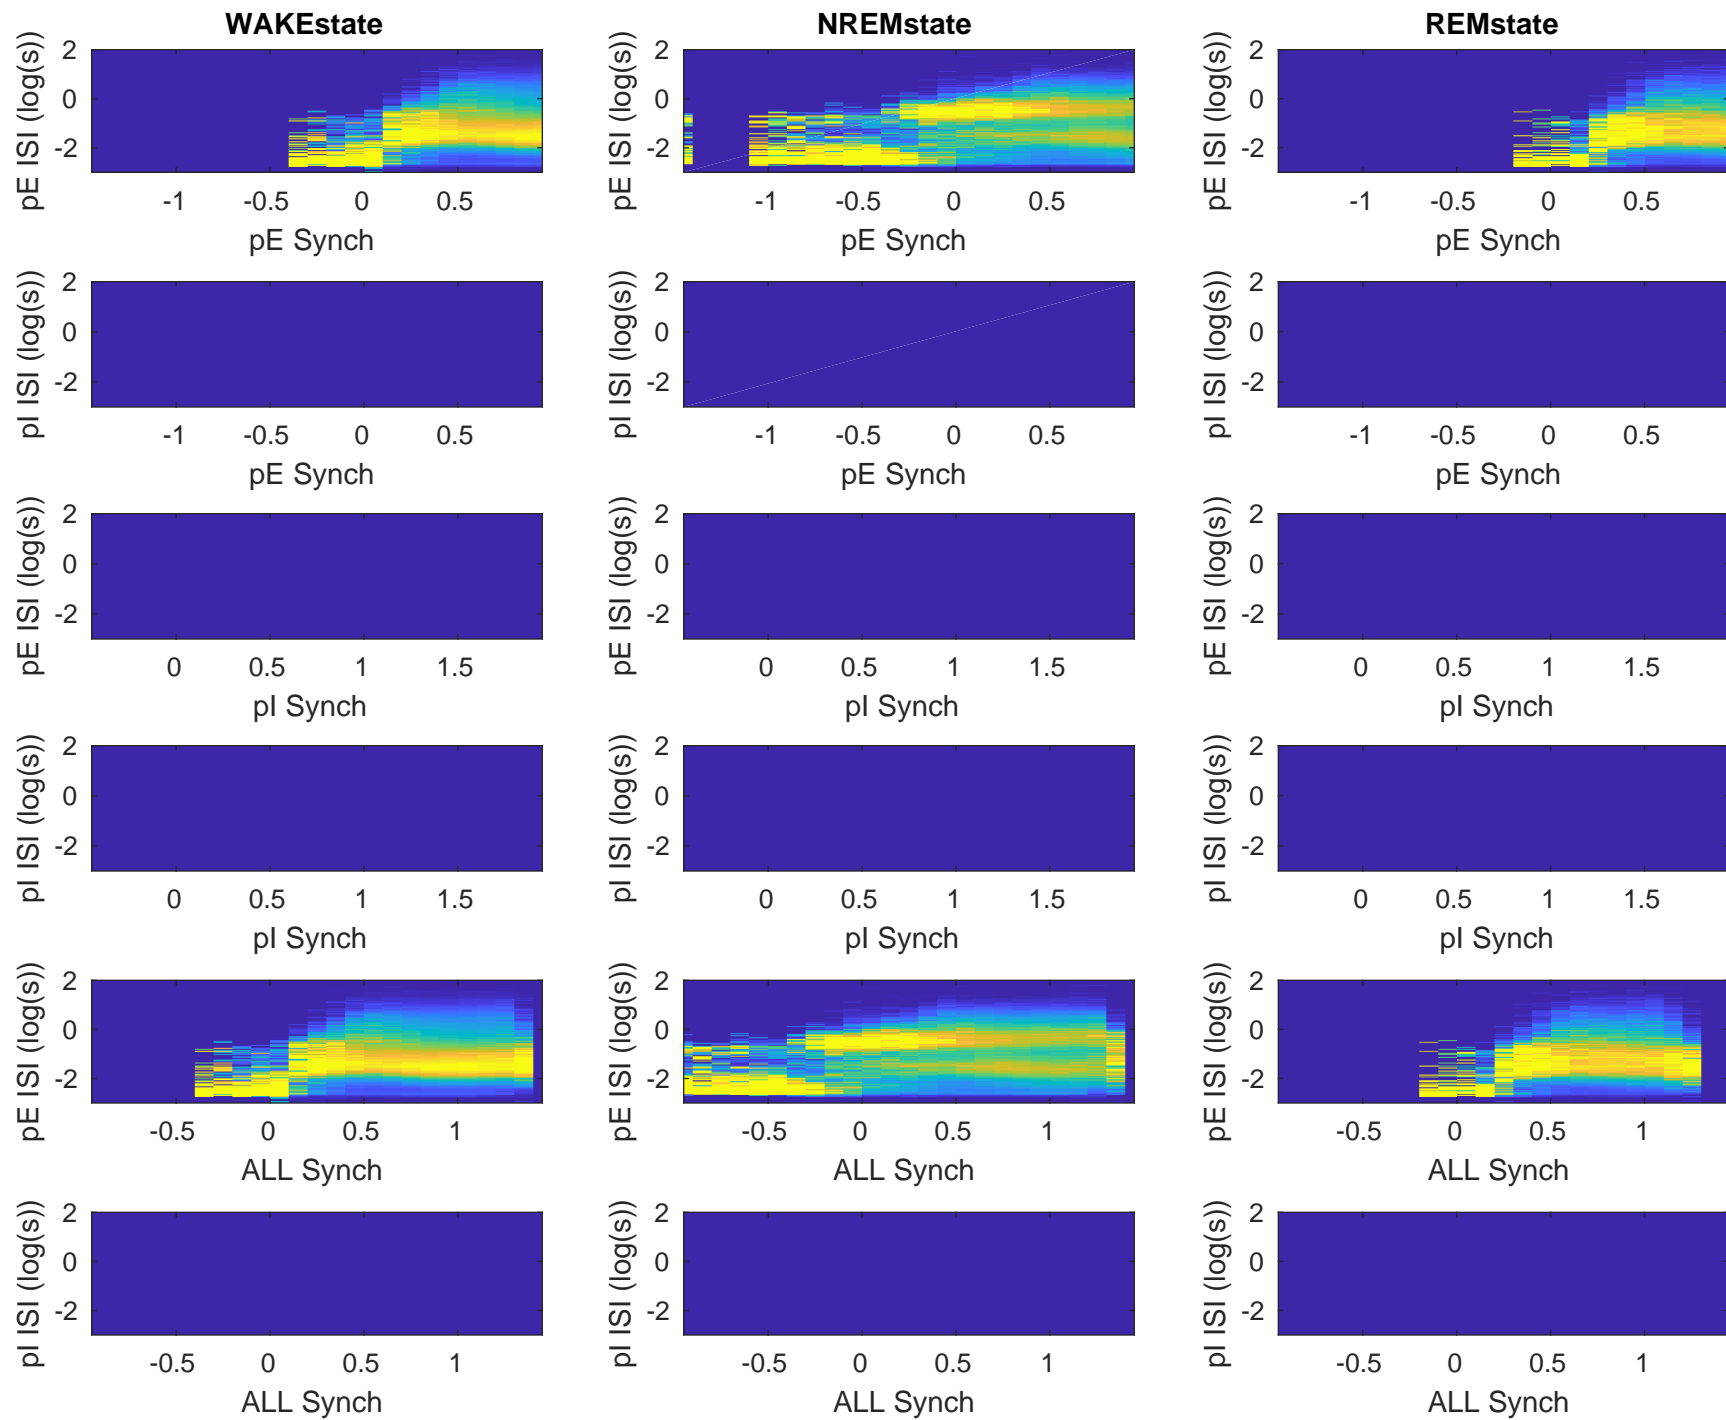 WAKEstate NREMstate REMstate
pE ISI (log(s)) 2 0 -2 pE ISI (log(s)) 2 0 -2 pE ISI (log(s)) 2 0 -2
-1 -0.5 0 0.5 -1 -0.5 0 0.5 -1 -0.5 0 0.5
pE Synch pE Synch pE Synch
pI ISI (log(s)) 2 0 -2 pI ISI (log(s)) 2 0 -2 pI ISI (log(s)) 2 0 -2
-1 -0.5 0 0.5 -1 -0.5 0 0.5 -1 -0.5 0 0.5
pE Synch pE Synch pE Synch
pE ISI (log(s)) 2 0 -2 pE ISI (log(s)) 2 0 -2 pE ISI (log(s)) 2 0 -2
0 0.5 1 1.5 0 0.5 1 1.5 0 0.5 1 1.5
pI Synch pI Synch pI Synch
pI ISI (log(s)) 2 0 -2 pI ISI (log(s)) 2 0 -2 pI ISI (log(s)) 2 0 -2
0 0.5 1 1.5 0 0.5 1 1.5 0 0.5 1 1.5
pI Synch pI Synch pI Synch
pE ISI (log(s)) 2 0 -2 pE ISI (log(s)) 2 0 -2 pE ISI (log(s)) 2 0 -2
-0.5 0 0.5 1 -0.5 0 0.5 1 -0.5 0 0.5 1
ALL Synch ALL Synch ALL Synch
pI ISI (log(s)) 2 0 -2 pI ISI (log(s)) 2 0 -2 pI ISI (log(s)) 2 0 -2
-0.5 0 0.5 1 -0.5 0 0.5 1 -0.5 0 0.5 1
ALL Synch ALL Synch ALL Synch